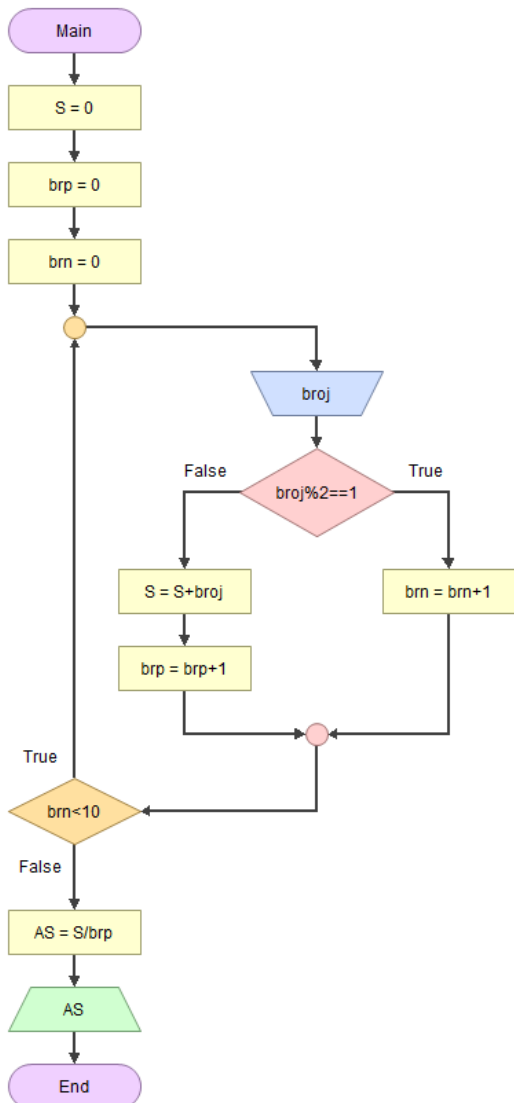 Main
S = 0
brp = 0
brn = 0
broj
False
True
broj%2==1
S = S+broj
brn = brn+1
brp = brp+1
True
brn<10
False
AS = S/brp
AS
End